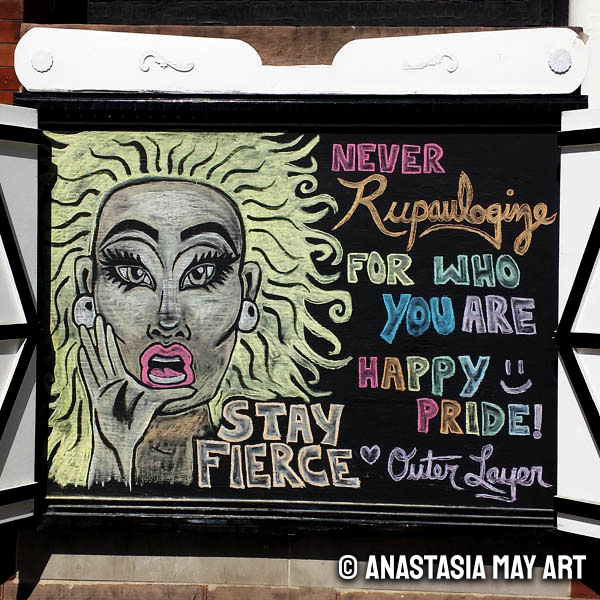 NEVER
Rupaulogize
FOR WHO
YOU ARE
HAPPY
PRIDE!
STAY
FIERCE
Outer Layer
© ANASTASIA MAY ART